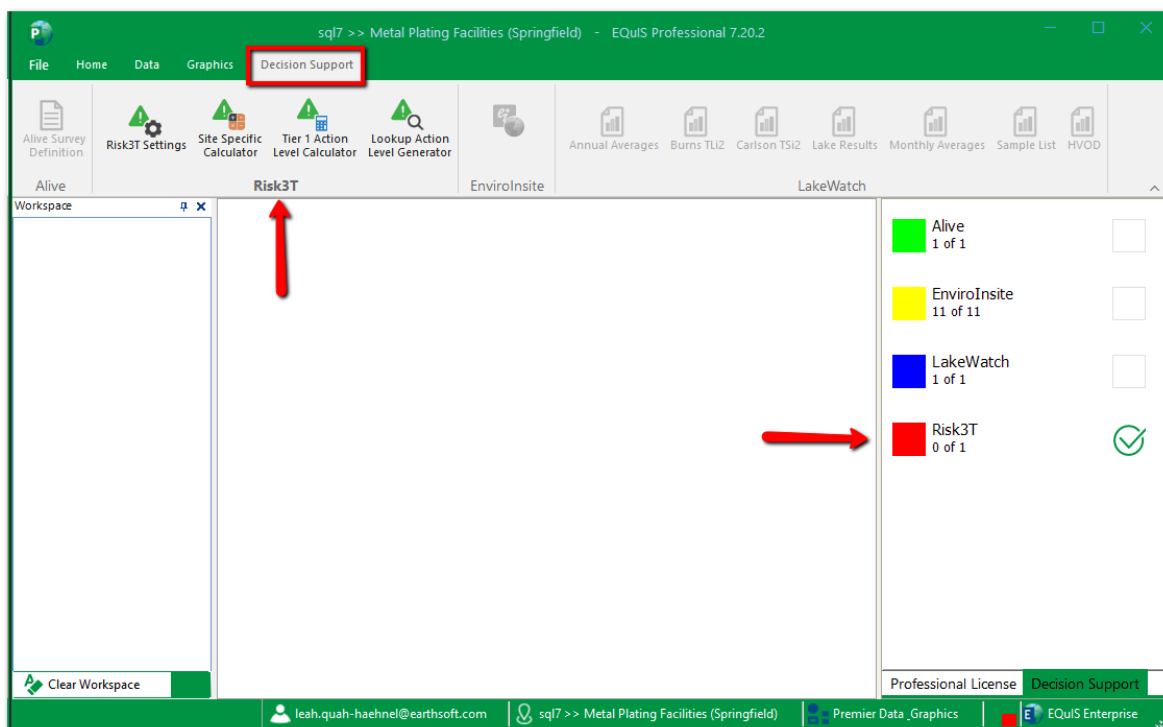 sql7 >> Metal Plating Facilities (Springfield) - EQuIS Professional 7.20.2
File Home Data Graphics Decision Support
Alive Survey Definition
Risk3T Settings
Site Specific Calculator
Tier 1 Action Level Calculator
Lookup Action Level Generator
Annual Averages Burns TLi2 Carlson TSi2 Lake Results Monthly Averages Sample List HVOD
Alive Risk3T EnviroInsite LakeWatch
Workspace
Alive
1 of 1
EnviroInsite
11 of 11
LakeWatch
1 of 1
Risk3T
0 of 1
Clear Workspace
Professional License Decision Support
leah.quah-haehnel@earthsoft.com sql7 >> Metal Plating Facilities (Springfield) Premier Data _Graphics EQuIS Enterprise